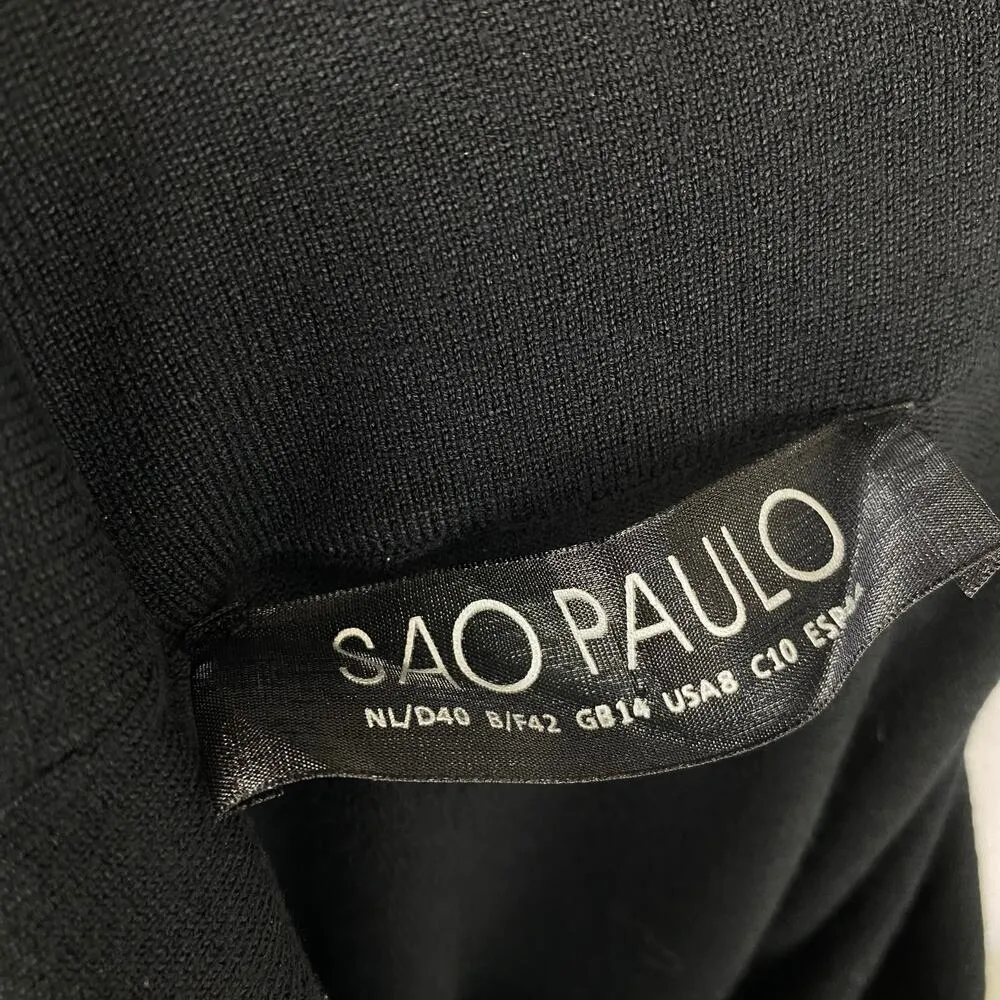 SAO PAULO
NL/D40 B/F42 GB14 USA8 C10